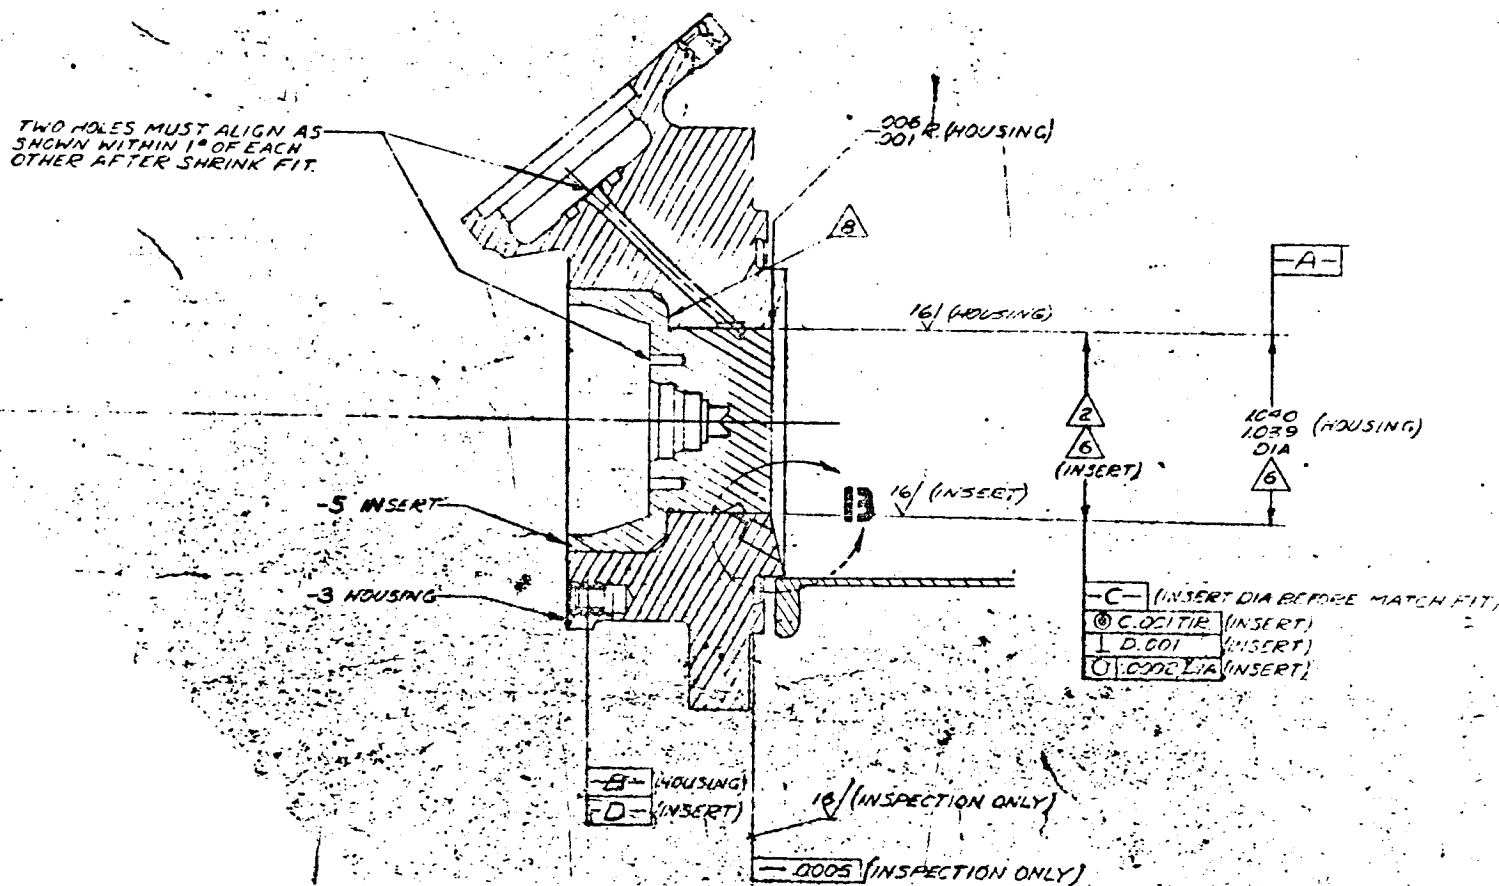 TWO HOLES MUST ALIGN AS
SHOWN WITHIN 1° OF EACH
OTHER AFTER SHRINK FIT.
.006
.001 R (HOUSING)
8
-A-
16/ (HOUSING)
2
6
(INSERT)
1.040
1.039 (HOUSING)
DIA
6
-5 INSERT
16/ (INSERT)
B
-3 HOUSING
-C- (INSERT DIA BEFORE MATCH FIT)
◎ C .001 TIR (INSERT)
⊥ D .001 (INSERT)
○ .0002 DIA (INSERT)
-B- (HOUSING)
-D- (INSERT)
16/ (INSPECTION ONLY)
— .0005 (INSPECTION ONLY)